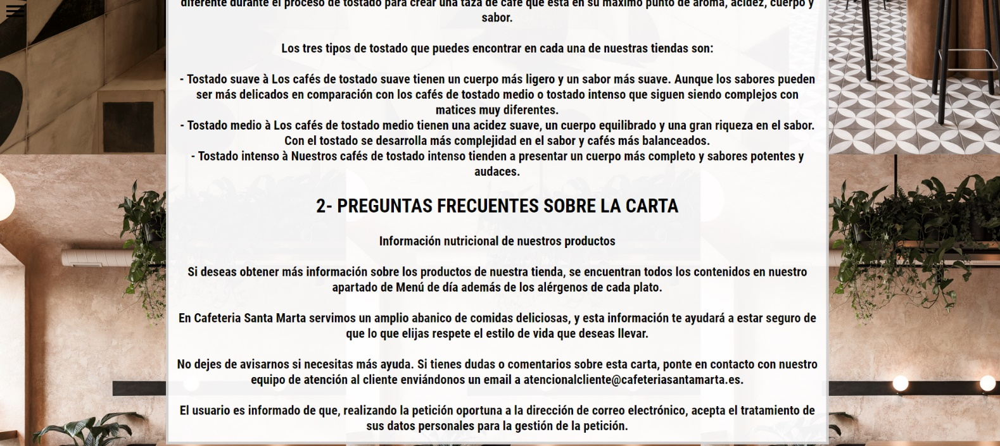 diferente durante el proceso de tostado para crear una taza de café que está en su máximo punto de aroma, acidez, cuerpo y
sabor.
Los tres tipos de tostado que puedes encontrar en cada una de nuestras tiendas son:
- Tostado suave à Los cafés de tostado suave tienen un cuerpo más ligero y un sabor más suave. Aunque los sabores pueden
ser más delicados en comparación con los cafés de tostado medio o tostado intenso que siguen siendo complejos con
matices muy diferentes.
- Tostado medio à Los cafés de tostado medio tienen una acidez suave, un cuerpo equilibrado y una gran riqueza en el sabor.
Con el tostado se desarrolla más complejidad en el sabor y cafés más balanceados.
- Tostado intenso à Nuestros cafés de tostado intenso tienden a presentar un cuerpo más completo y sabores potentes y
audaces.
2- PREGUNTAS FRECUENTES SOBRE LA CARTA
Información nutricional de nuestros productos
Si deseas obtener más información sobre los productos de nuestra tienda, se encuentran todos los contenidos en nuestro
apartado de Menú de día además de los alérgenos de cada plato.
En Cafeteria Santa Marta servimos un amplio abanico de comidas deliciosas, y esta información te ayudará a estar seguro de
que lo que elijas respete el estilo de vida que deseas llevar.
No dejes de avisarnos si necesitas más ayuda. Si tienes dudas o comentarios sobre esta carta, ponte en contacto con nuestro
equipo de atención al cliente enviándonos un email a atencionalcliente@cafeteriasantamarta.es.
El usuario es informado de que, realizando la petición oportuna a la dirección de correo electrónico, acepta el tratamiento de
sus datos personales para la gestión de la petición.